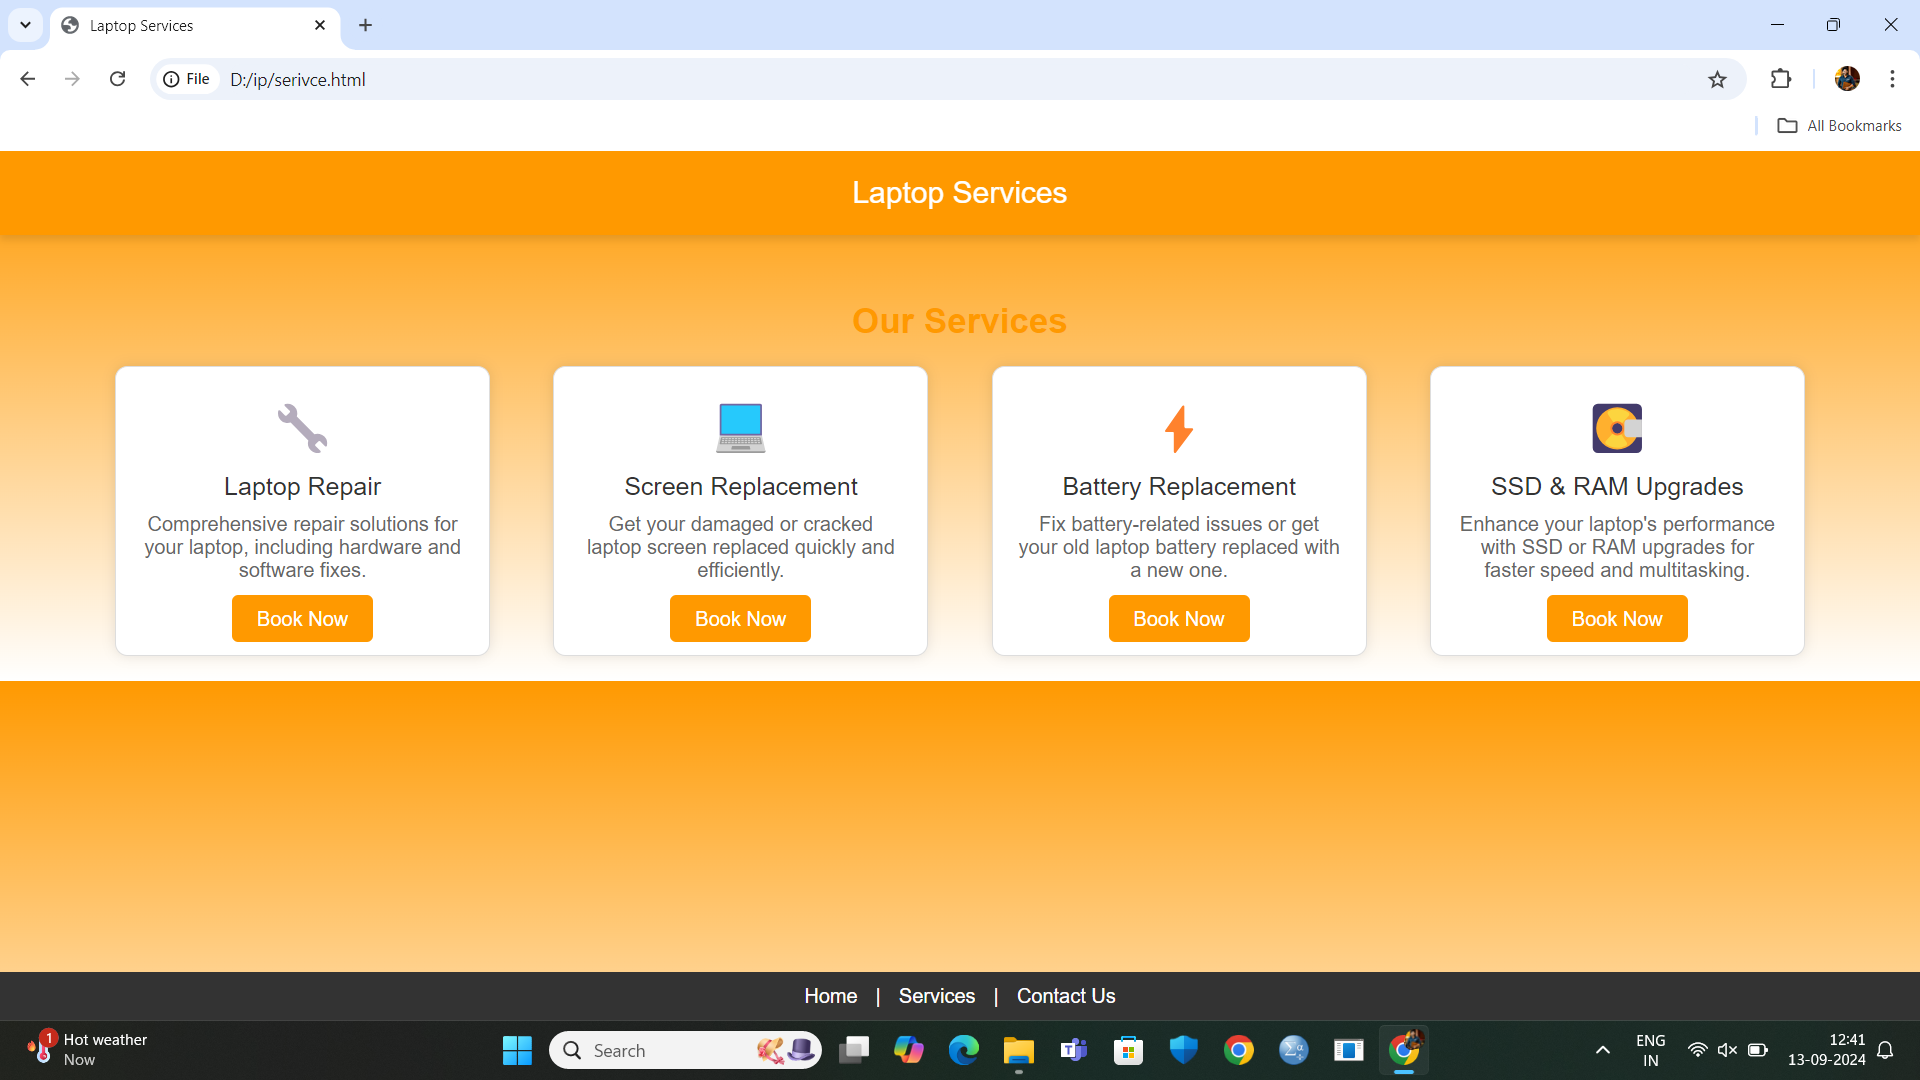 Laptop Services
File D:/ip/serivce.html
All Bookmarks
Laptop Services
Our Services
Laptop Repair
Comprehensive repair solutions for
your laptop, including hardware and
software fixes.
Book Now
Screen Replacement
Get your damaged or cracked
laptop screen replaced quickly and
efficiently.
Book Now
Battery Replacement
Fix battery-related issues or get
your old laptop battery replaced with
a new one.
Book Now
SSD & RAM Upgrades
Enhance your laptop's performance
with SSD or RAM upgrades for
faster speed and multitasking.
Book Now
Home | Services | Contact Us
1
Hot weather
Now
Search
ENG
IN
12:41
13-09-2024